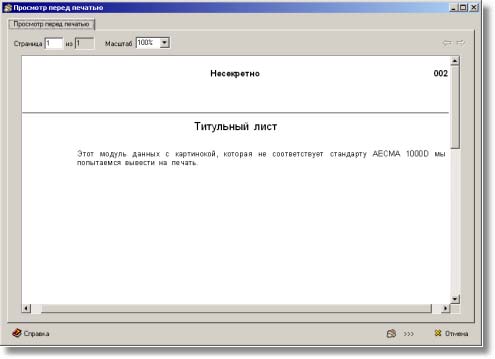 Просмотр перед печатью
Просмотр перед печатью
Страница 1 из 1 Масштаб 100%
Несекретно 002
Титульный лист
Этот модуль данных с картинокой, которая не соответствует стандарту AECMA 1000D мы
попытаемся вывести на печать.
Справка >>> Отмена